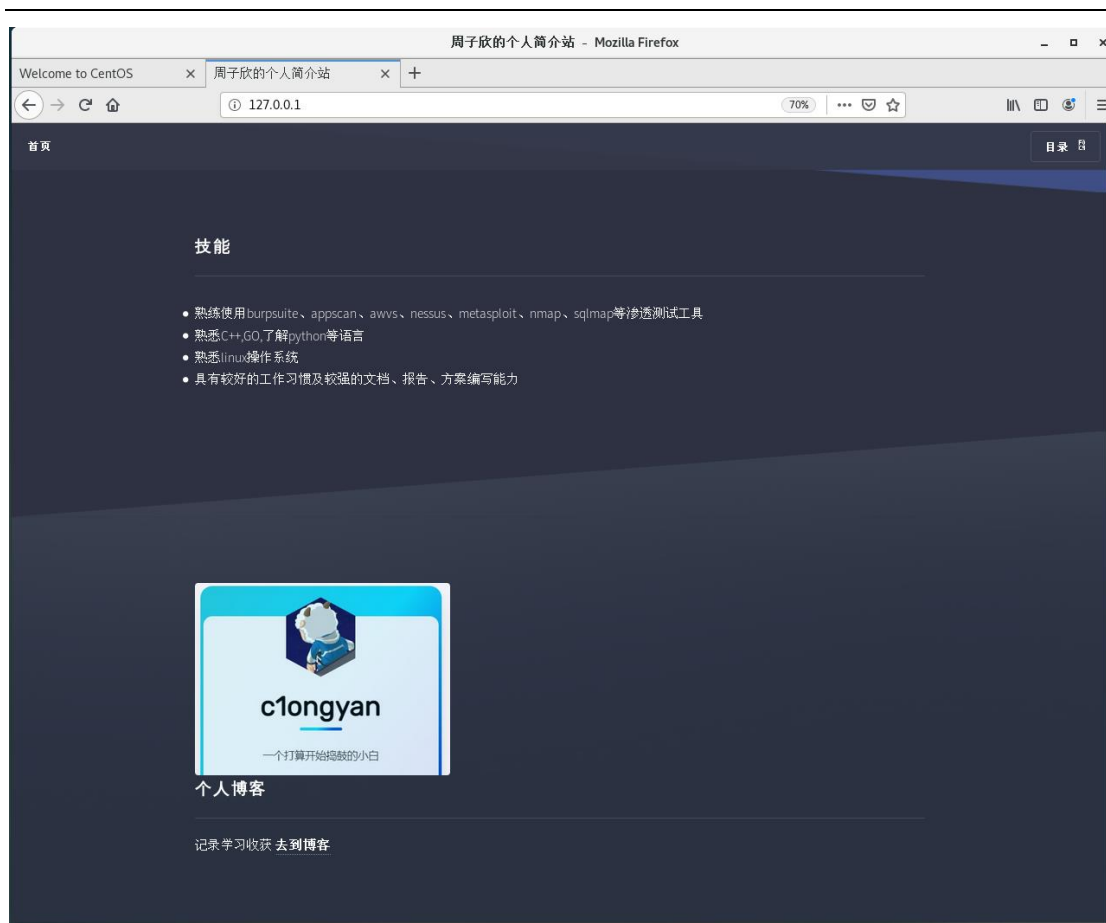 周子欣的个人简介站 - Mozilla Firefox
Welcome to CentOS
周子欣的个人简介站
127.0.0.1
70%
首页
目录
技能
熟练使用burpsuite、appscan、awvs、nessus、metasploit、nmap、sqlmap等渗透测试工具
熟悉C++,GO,了解python等语言
熟悉linux操作系统
具有较好的工作习惯及较强的文档、报告、方案编写能力
c1ongyan
一个打算开始捣鼓的小白
个人博客
记录学习收获 去到博客